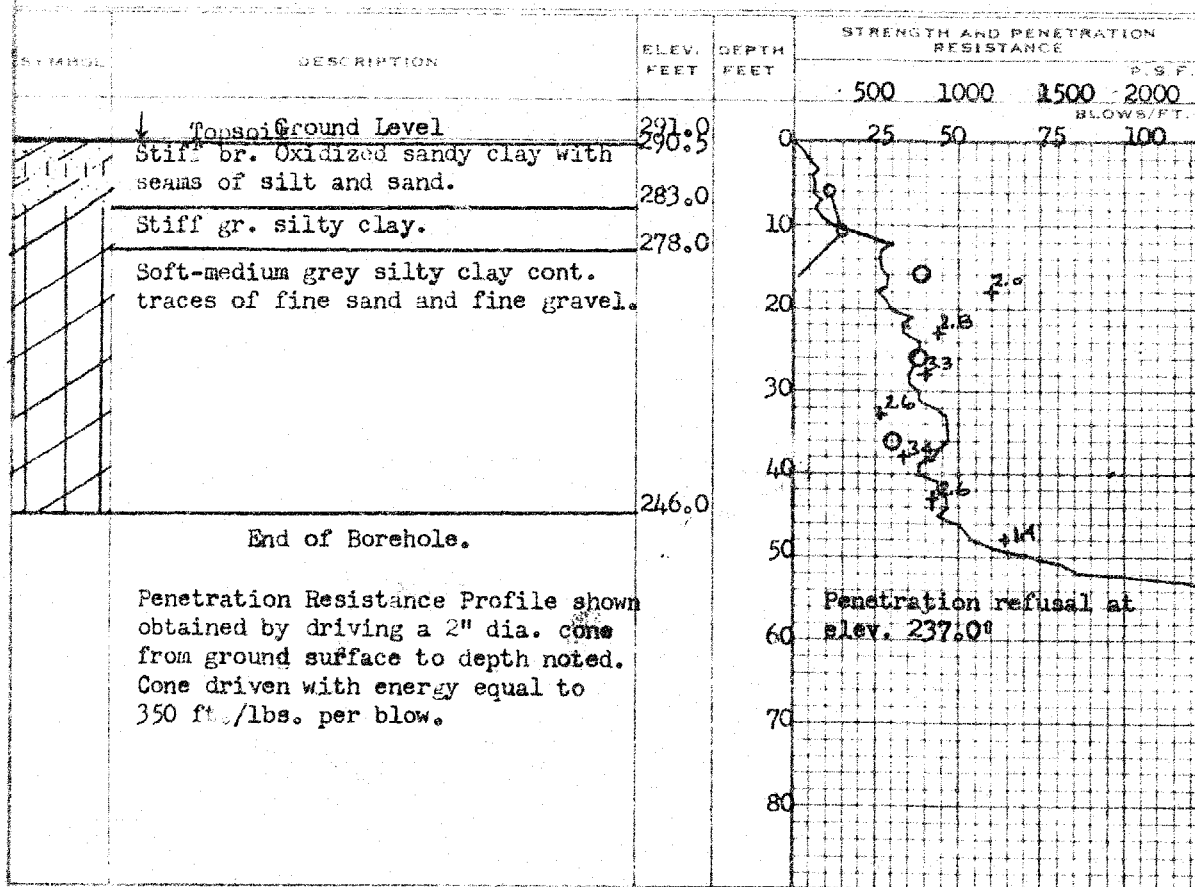 SYMBOL DESCRIPTION ELEV. FEET DEPTH FEET STRENGTH AND PENETRATION RESISTANCE
P.S.F.
500 1000 1500 2000
BLOWS/FT.
0 25 50 75 100
Ground Level 291.0
Topsoil 290.5
Stiff br. Oxidized sandy clay with
seams of silt and sand.
283.0
Stiff gr. silty clay.
278.0
Soft-medium grey silty clay cont.
traces of fine sand and fine gravel.
246.0
End of Borehole.
Penetration Resistance Profile shown
obtained by driving a 2" dia. cone
from ground surface to depth noted.
Cone driven with energy equal to
350 ft./lbs. per blow.
10
20
30
40
50
60
70
80
+2.0
+2.8
+3.3
+2.6
+2.6
Penetration refusal at
elev. 237.0'